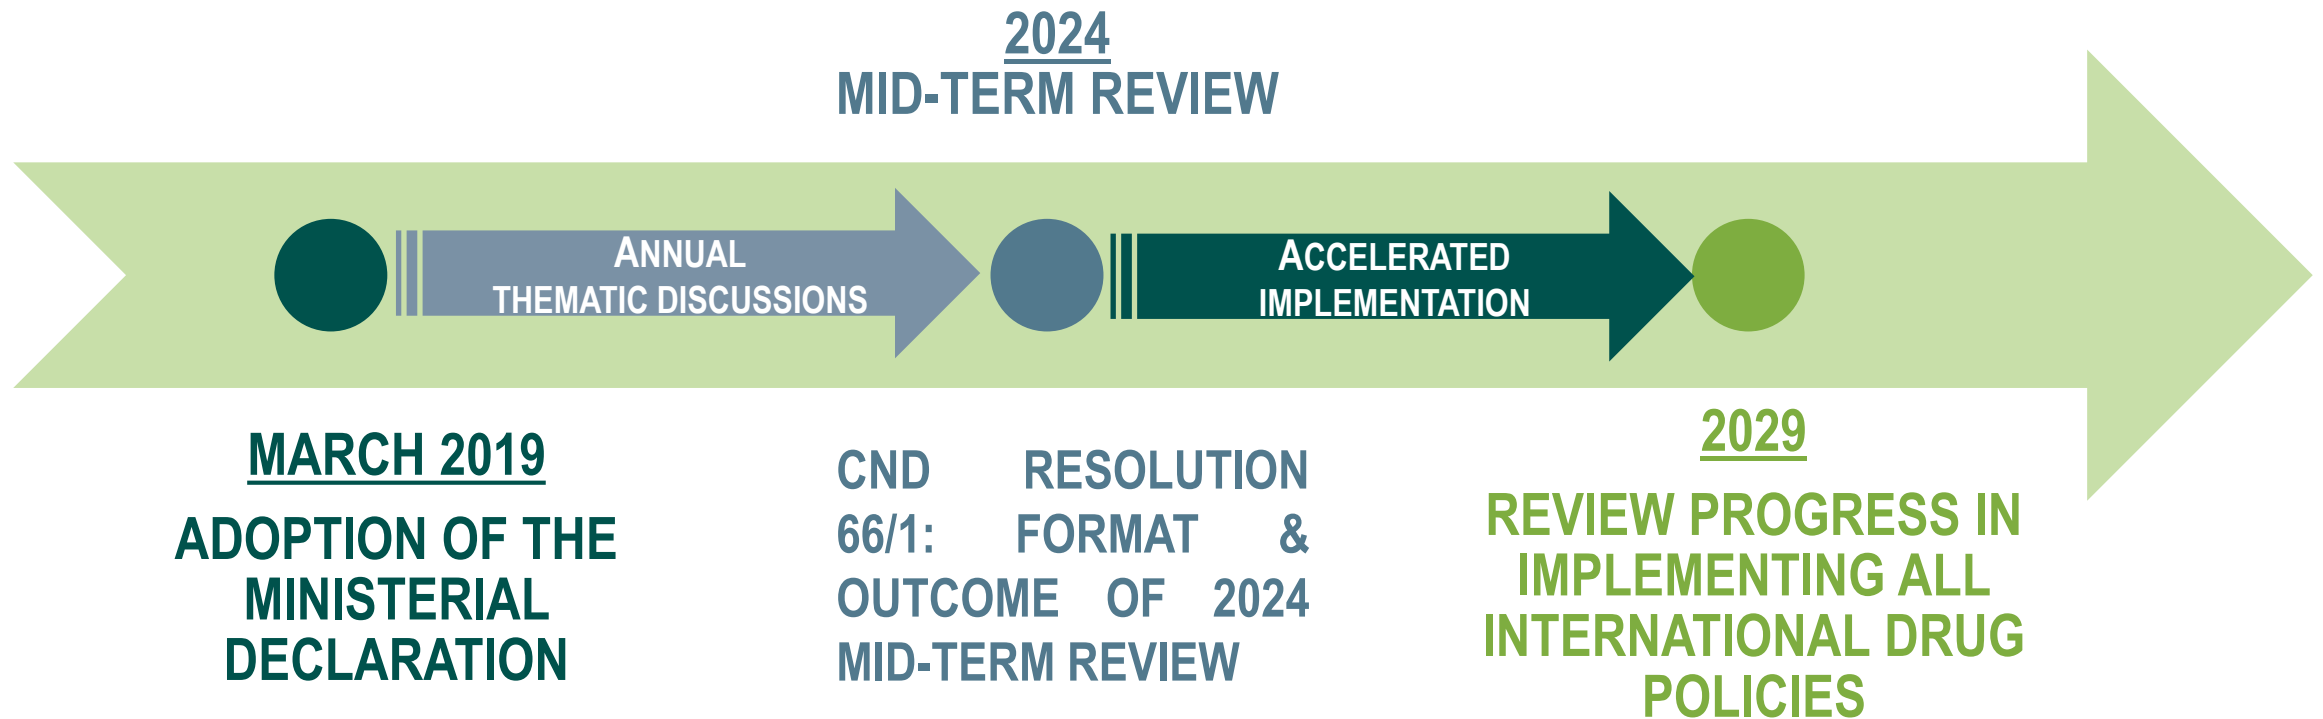 2024
MID-TERM REVIEW
ANNUAL
THEMATIC DISCUSSIONS
ACCELERATED
IMPLEMENTATION
MARCH 2019
ADOPTION OF THE
MINISTERIAL
DECLARATION
CND RESOLUTION
66/1: FORMAT &
OUTCOME OF 2024
MID-TERM REVIEW
2029
REVIEW PROGRESS IN
IMPLEMENTING ALL
INTERNATIONAL DRUG
POLICIES